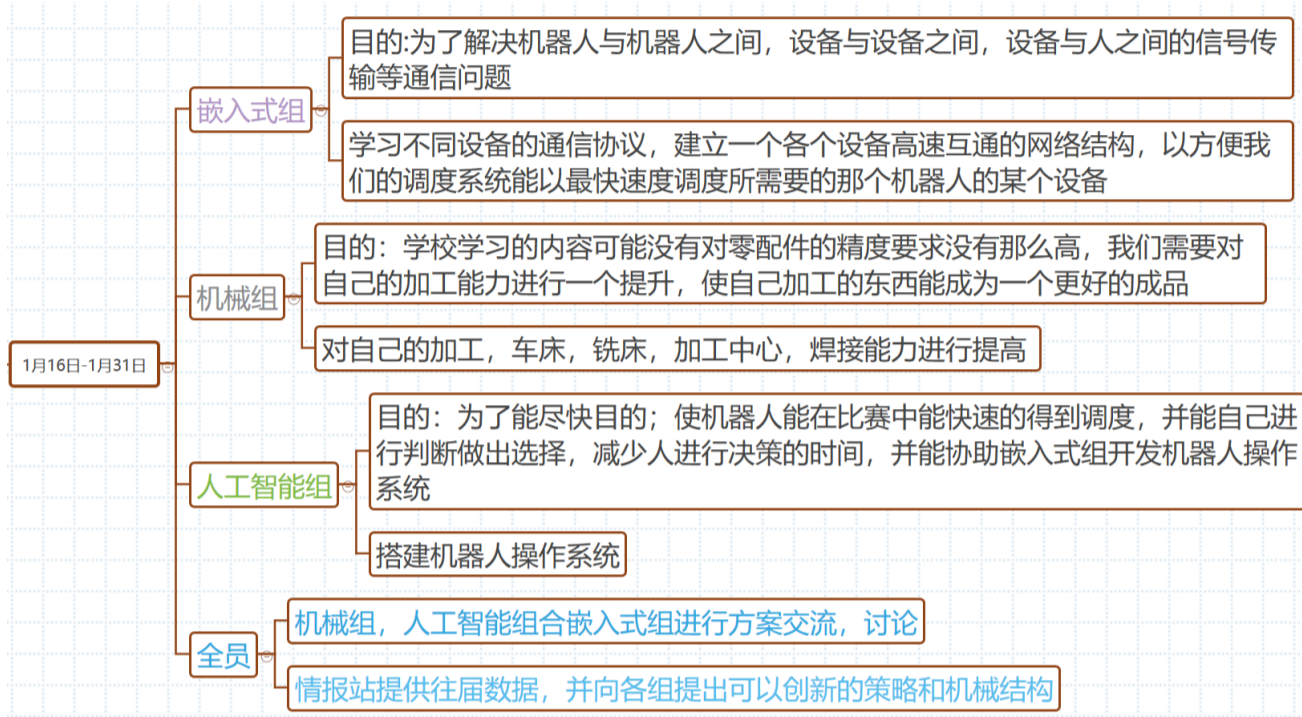 目的:为了解决机器人与机器人之间，设备与设备之间，设备与人之间的信号传
输等通信问题
嵌入式组
学习不同设备的通信协议，建立一个各个设备高速互通的网络结构，以方便我
们的调度系统能以最快速度调度所需要的那个机器人的某个设备
目的：学校学习的内容可能没有对零配件的精度要求没有那么高，我们需要对
自己的加工能力进行一个提升，使自己加工的东西能成为一个更好的成品
机械组
对自己的加工，车床，铣床，加工中心，焊接能力进行提高
1月16日-1月31日
目的：为了能尽快目的；使机器人能在比赛中能快速的得到调度，并能自己进
行判断做出选择，减少人进行决策的时间，并能协助嵌入式组开发机器人操作
系统
人工智能组
搭建机器人操作系统
机械组，人工智能组合嵌入式组进行方案交流，讨论
全员
情报站提供往届数据，并向各组提出可以创新的策略和机械结构